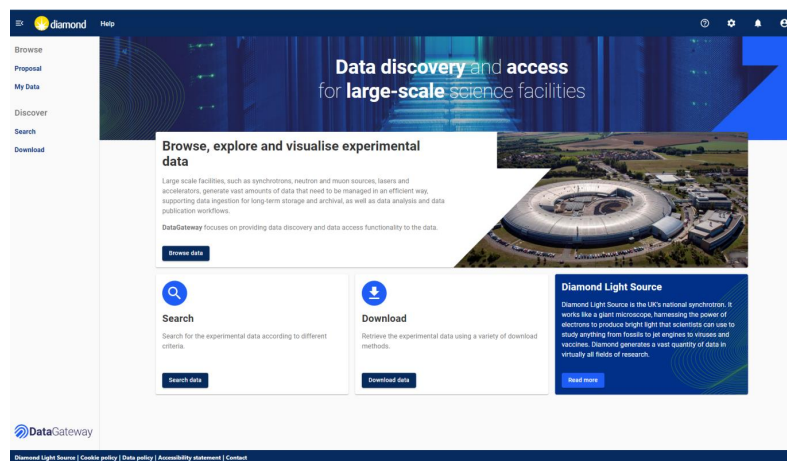 diamond
Help
Browse
Proposal
My Data
Discover
Search
Download
Data discovery and access
for large-scale science facilities
Browse, explore and visualise experimental
data
Large scale facilities, such as synchrotrons, neutron and muon sources, lasers and
accelerators, generate vast amounts of data that need to be managed in an efficient way,
supporting data ingestion for long-term storage and archival, as well as data analysis and data
publication workflows.
DataGateway focuses on providing data discovery and data access functionality to the data.
Browse data
Search
Search for the experimental data according to different
criteria.
Search data
Download
Retrieve the experimental data using a variety of download
methods.
Download data
Diamond Light Source
Diamond Light Source is the UK's national synchrotron. It
works like a giant microscope, harnessing the power of
electrons to produce bright light that scientists can use to
study anything from fossils to jet engines to viruses and
vaccines. Diamond generates a vast quantity of data in
virtually all fields of research.
Read more
DataGateway
Diamond Light Source | Cookie policy | Data policy | Accessibility statement | Contact